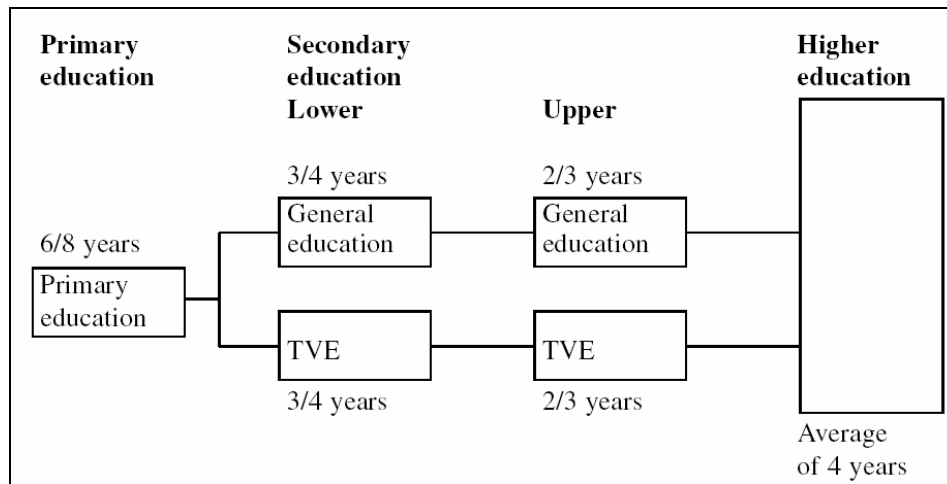 Primary
education
Secondary
education
Lower
Upper
Higher
education
3/4 years
2/3 years
General
education
General
education
6/8 years
Primary
education
TVE
TVE
3/4 years
2/3 years
Average
of 4 years